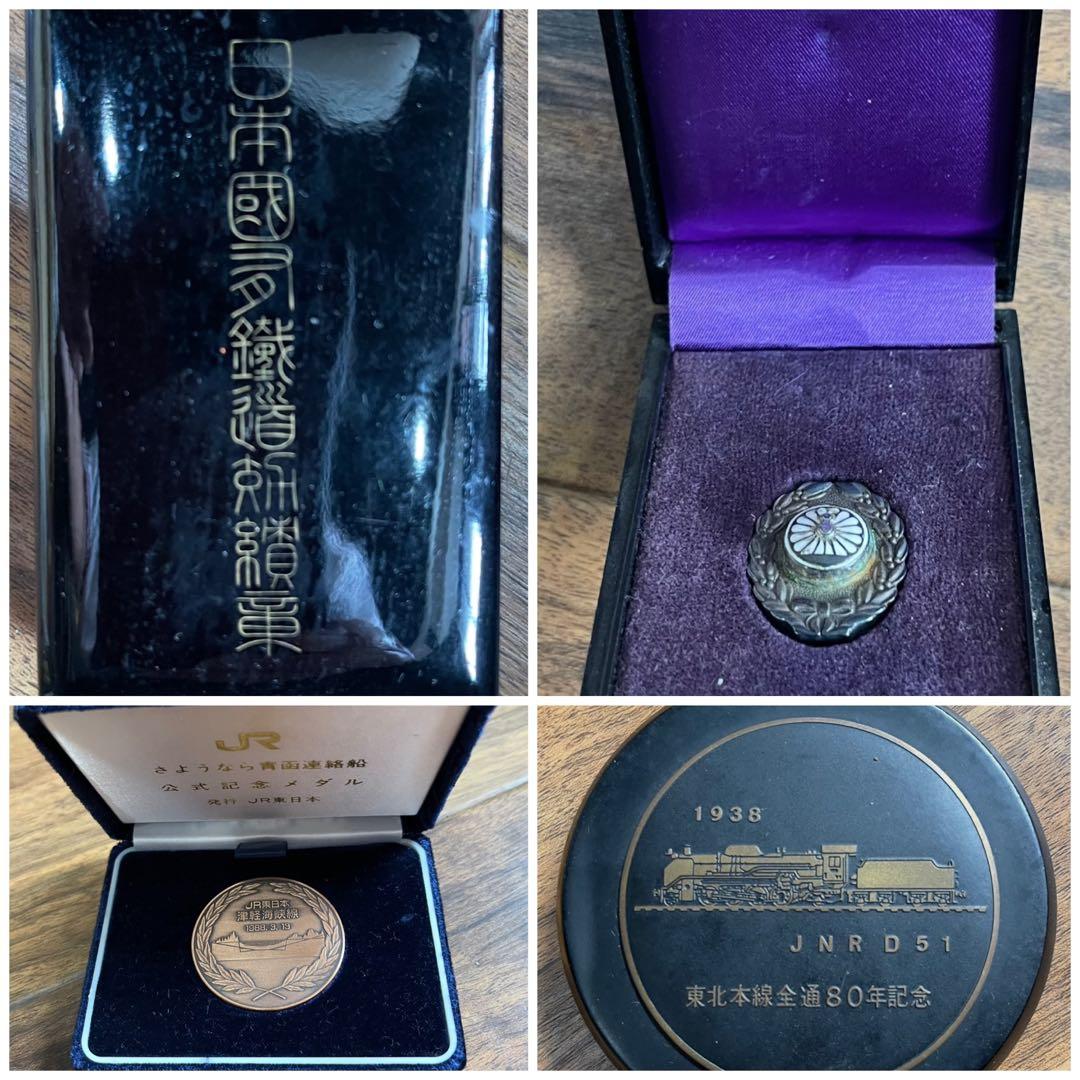 日本國有鐵道効績章
JR
さようなら青函連絡船
公式記念メダル
発行 JR東日本
JR東日本
津軽海峡線
(1988.3.13)
1938
JNR D51
東北本線全通80年記念